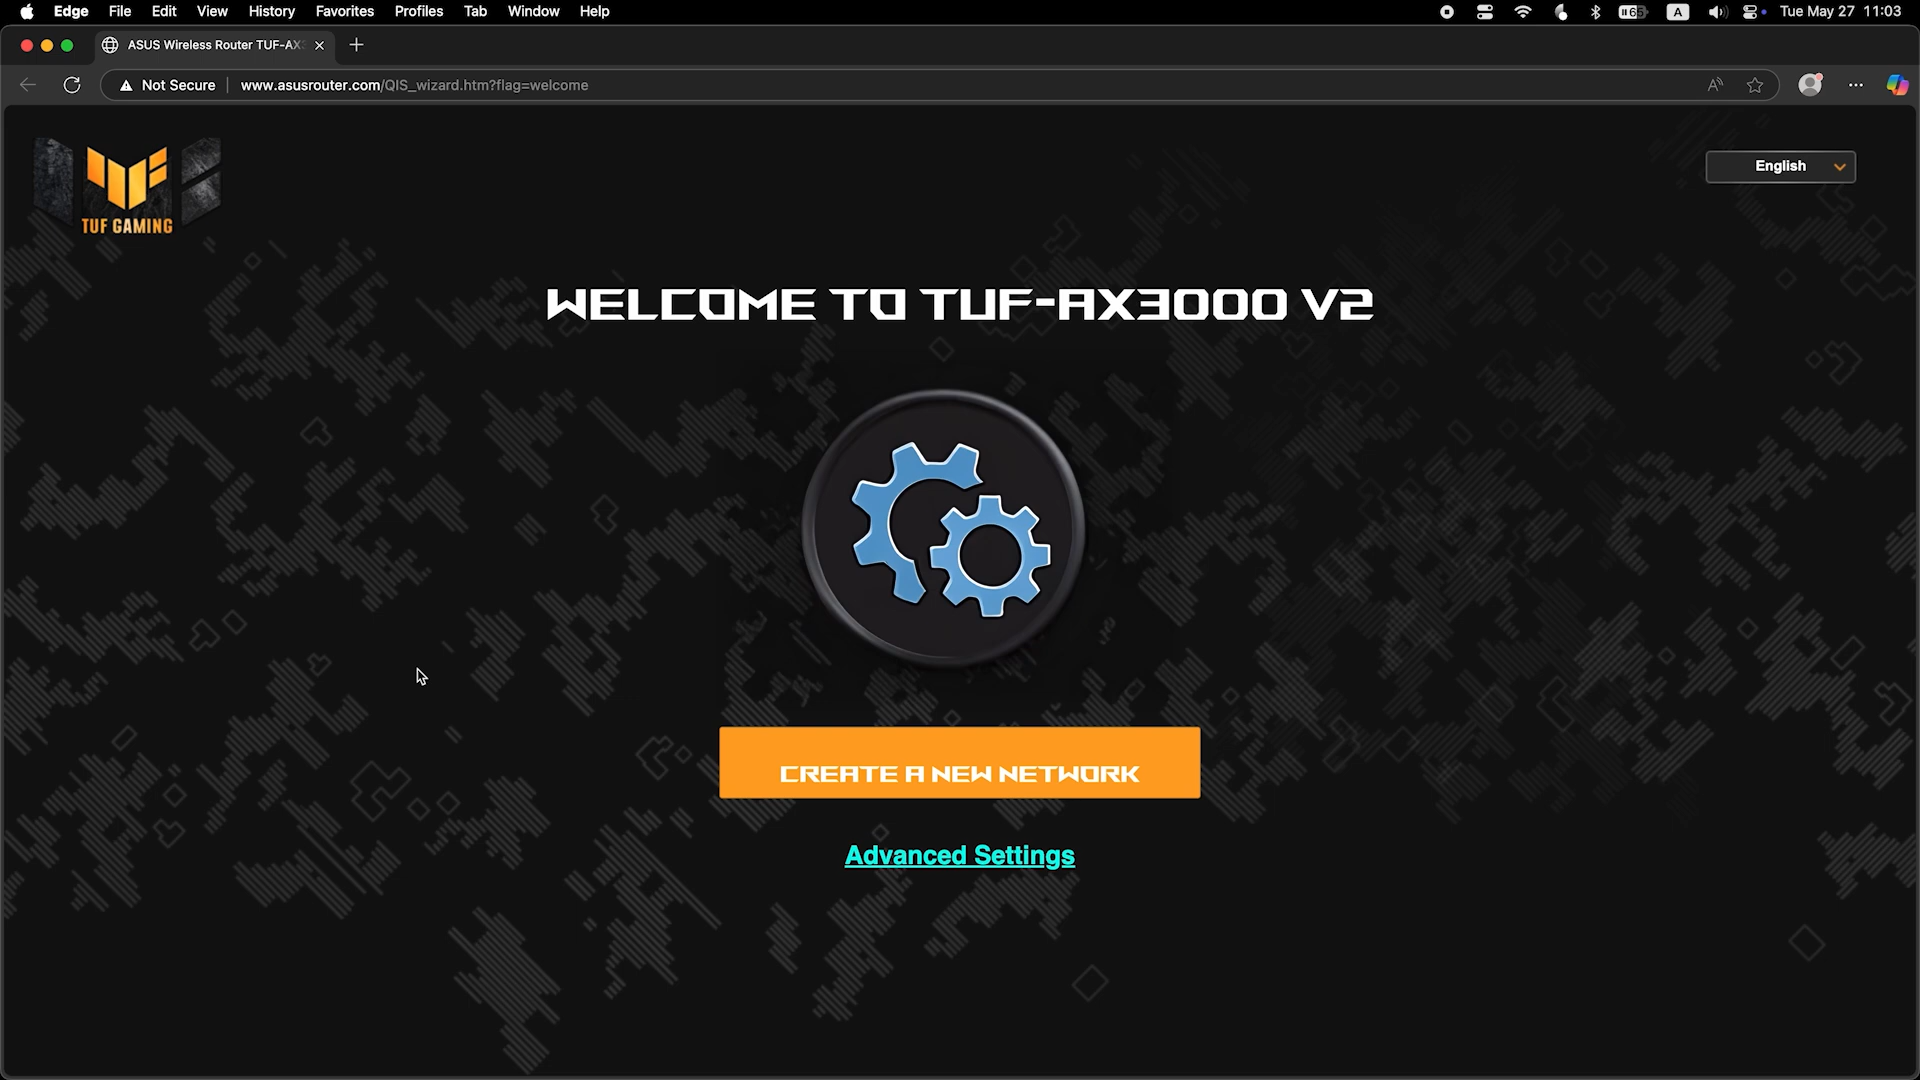 Edge File Edit View History Favorites Profiles Tab Window Help
65 A Tue May 27 11:03
ASUS Wireless Router TUF-AX
Not Secure www.asusrouter.com/QIS_wizard.htm?flag=welcome
TUF GAMING
English
WELCOME TO TUF-AX3000 V2
CREATE A NEW NETWORK
Advanced Settings